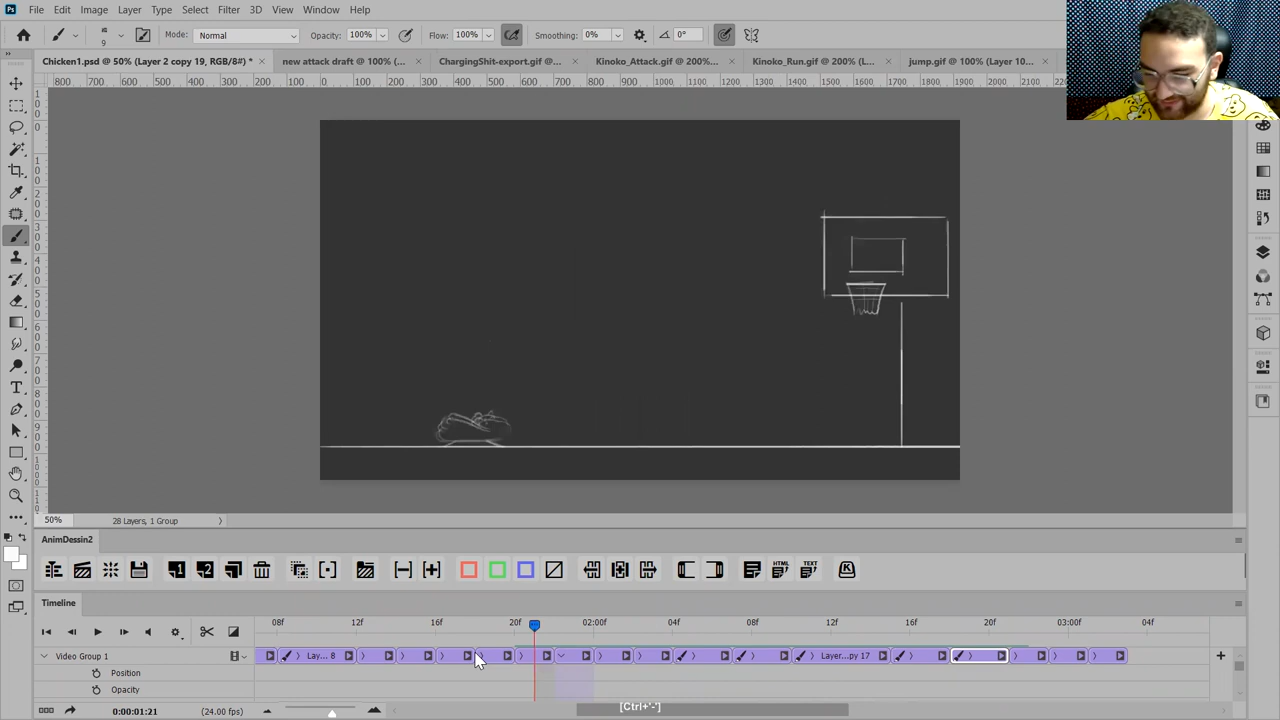 Ps File Edit Image Layer Type Select Filter 3D View Window Help
9 Mode: Normal Opacity: 100% Flow: 100% Smoothing: 0% 0°
Chicken1.psd @ 50% (Layer 2 copy 19, RGB/8#) * × new attack draft @ 100% (... × ChargingShit-export.gif @... × Kinoko_Attack.gif @ 200%... × Kinoko_Run.gif @ 200% (L... × jump.gif @ 100% (Layer 10... ×
800 700 600 500 400 300 200 100 0 100 200 300 400 500 600 700 800 900 1000 1100 1200 1300 1400 1500 1600 1700 1800 1900 2000 2100 2200
50% 28 Layers, 1 Group
AnimDessin2
HTML TEXT K
Timeline
08f 12f 16f 20f 02:00f 04f 08f 12f 16f 20f 03:00f 04f
Video Group 1 Lay... 8 Layer...py 17
Position
Opacity
0:00:01:21 (24.00 fps)
[Ctrl+'-']